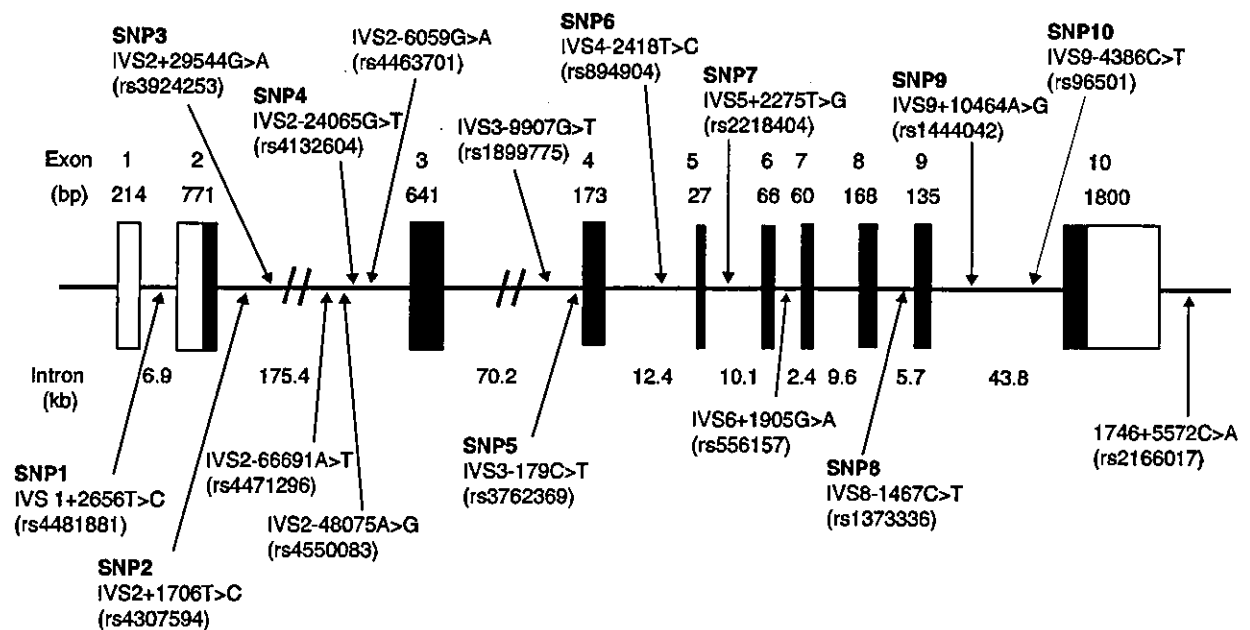 SNP3
IVS2+29544G>A
(rs3924253)
SNP4
IVS2-24065G>T
(rs4132604)
IVS2-6059G>A
(rs4463701)
IVS3-9907G>T
(rs1899775)
SNP6
IVS4-2418T>C
(rs894904)
SNP7
IVS5+2275T>G
(rs2218404)
SNP9
IVS9+10464A>G
(rs1444042)
SNP10
IVS9-4386C>T
(rs96501)
Exon 1 2 3 4 5 6 7 8 9 10
(bp) 214 771 641 173 27 66 60 168 135 1800
Intron 6.9 175.4 70.2 12.4 10.1 2.4 9.6 5.7 43.8
(kb)
SNP1
IVS 1+2656T>C
(rs4481881)
SNP2
IVS2+1706T>C
(rs4307594)
IVS2-66691A>T
(rs4471296)
IVS2-48075A>G
(rs4550083)
SNP5
IVS3-179C>T
(rs3762369)
IVS6+1905G>A
(rs556157)
SNP8
IVS8-1467C>T
(rs1373336)
1746+5572C>A
(rs2166017)